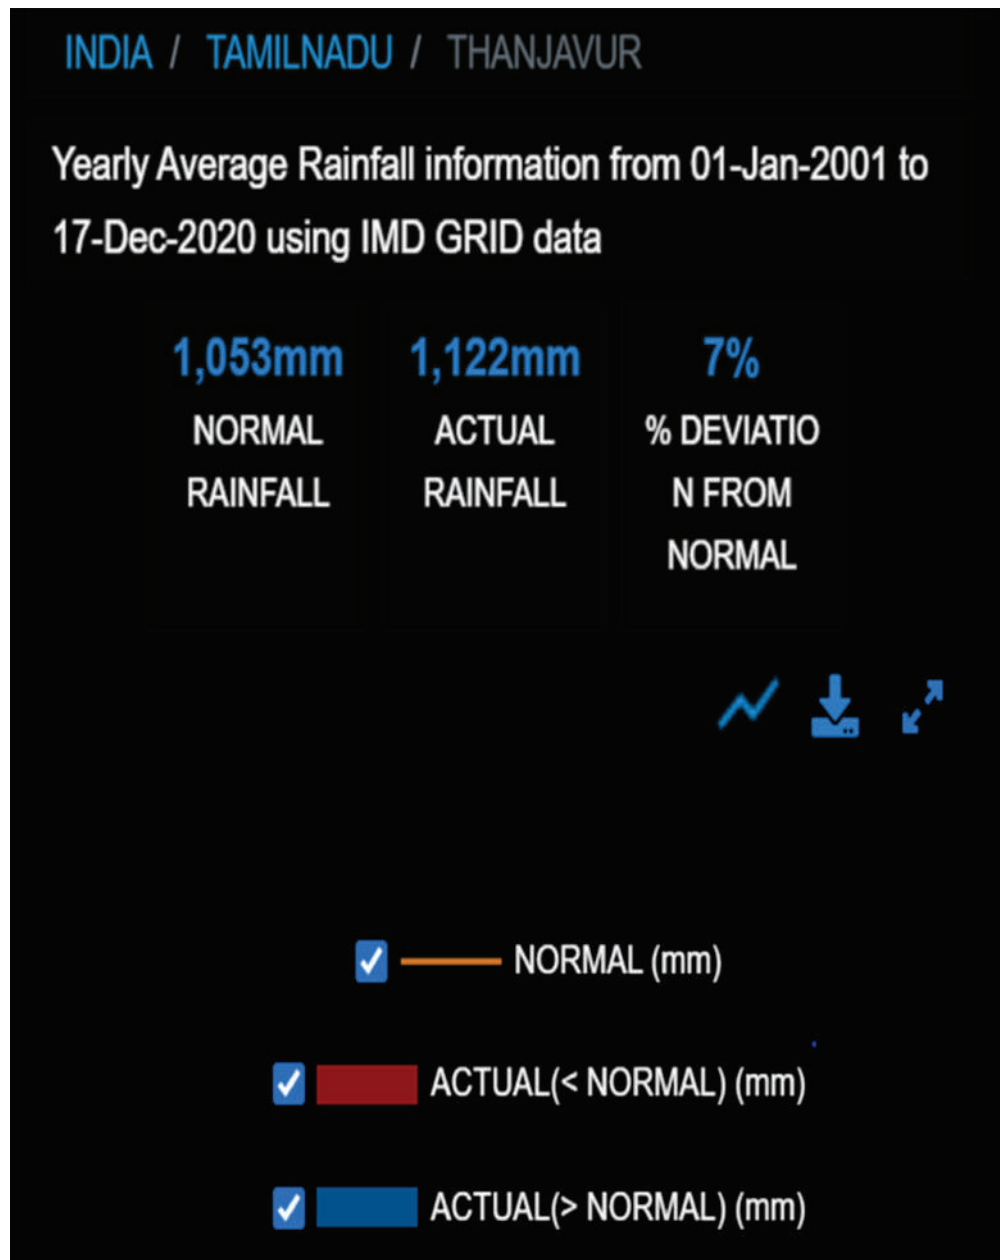 INDIA / TAMILNADU / THANJAVUR
Yearly Average Rainfall information from 01-Jan-2001 to
17-Dec-2020 using IMD GRID data
1,053mm 1,122mm 7%
NORMAL ACTUAL % DEVIATIO
RAINFALL RAINFALL N FROM
NORMAL
NORMAL (mm)
ACTUAL(< NORMAL) (mm)
ACTUAL(> NORMAL) (mm)